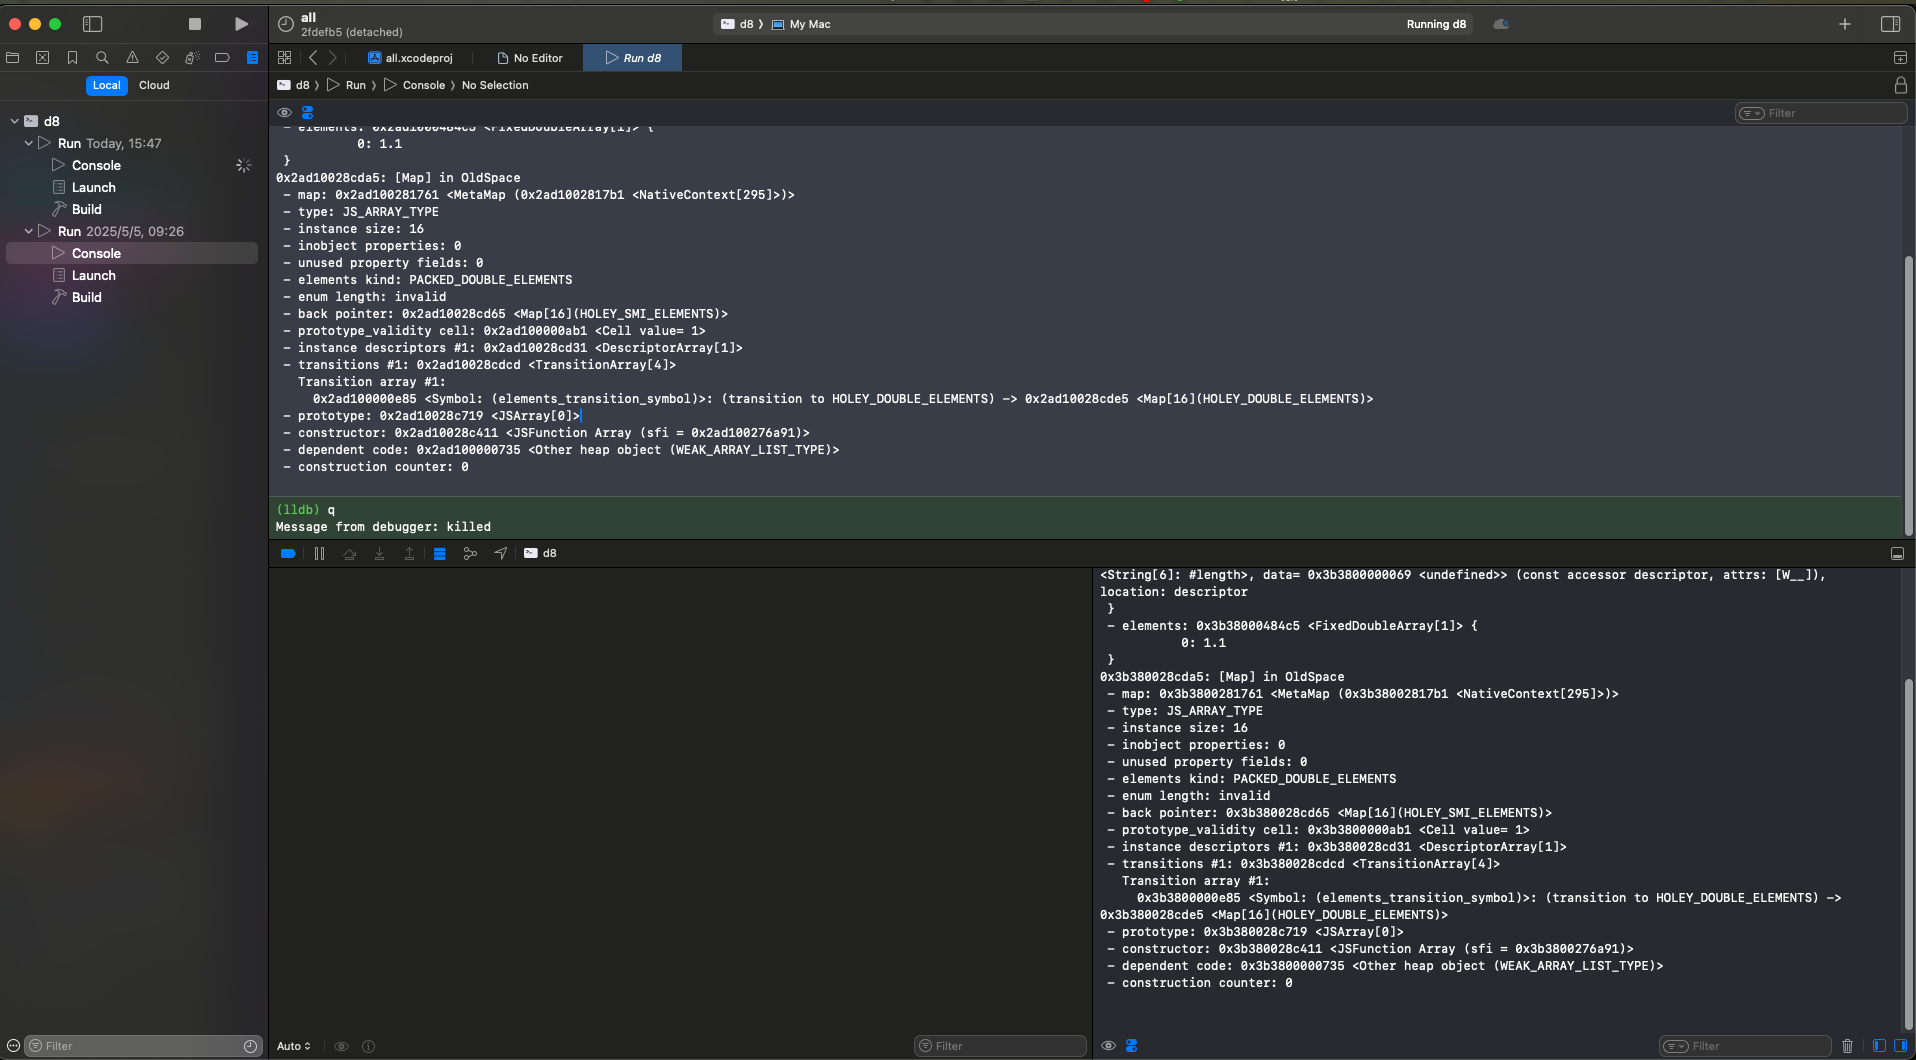 all
2fdefb5 (detached)
d8 ⟩ My Mac
Running d8
all.xcodeproj
No Editor
Run d8
Local
Cloud
d8 ⟩ Run ⟩ Console ⟩ No Selection
Filter
d8
Run Today, 15:47
Console
Launch
Build
Run 2025/5/5, 09:26
Console
Launch
Build
Filter
- elements: 0x2ad1000484c5 <FixedDoubleArray[1]> {
0: 1.1
}
0x2ad10028cda5: [Map] in OldSpace
- map: 0x2ad100281761 <MetaMap (0x2ad1002817b1 <NativeContext[295]>)>
- type: JS_ARRAY_TYPE
- instance size: 16
- inobject properties: 0
- unused property fields: 0
- elements kind: PACKED_DOUBLE_ELEMENTS
- enum length: invalid
- back pointer: 0x2ad10028cd65 <Map[16](HOLEY_SMI_ELEMENTS)>
- prototype_validity cell: 0x2ad100000ab1 <Cell value= 1>
- instance descriptors #1: 0x2ad10028cd31 <DescriptorArray[1]>
- transitions #1: 0x2ad10028cdcd <TransitionArray[4]>
Transition array #1:
0x2ad100000e85 <Symbol: (elements_transition_symbol)>: (transition to HOLEY_DOUBLE_ELEMENTS) -> 0x2ad10028cde5 <Map[16](HOLEY_DOUBLE_ELEMENTS)>
- prototype: 0x2ad10028c719 <JSArray[0]>
- constructor: 0x2ad10028c411 <JSFunction Array (sfi = 0x2ad100276a91)>
- dependent code: 0x2ad100000735 <Other heap object (WEAK_ARRAY_LIST_TYPE)>
- construction counter: 0
(lldb) q
Message from debugger: killed
d8
Auto
Filter
<String[6]: #length>, data= 0x3b3800000069 <undefined>> (const accessor descriptor, attrs: [W__]),
location: descriptor
}
- elements: 0x3b38000484c5 <FixedDoubleArray[1]> {
0: 1.1
}
0x3b380028cda5: [Map] in OldSpace
- map: 0x3b3800281761 <MetaMap (0x3b38002817b1 <NativeContext[295]>)>
- type: JS_ARRAY_TYPE
- instance size: 16
- inobject properties: 0
- unused property fields: 0
- elements kind: PACKED_DOUBLE_ELEMENTS
- enum length: invalid
- back pointer: 0x3b380028cd65 <Map[16](HOLEY_SMI_ELEMENTS)>
- prototype_validity cell: 0x3b3800000ab1 <Cell value= 1>
- instance descriptors #1: 0x3b380028cd31 <DescriptorArray[1]>
- transitions #1: 0x3b380028cdcd <TransitionArray[4]>
Transition array #1:
0x3b3800000e85 <Symbol: (elements_transition_symbol)>: (transition to HOLEY_DOUBLE_ELEMENTS) ->
0x3b380028cde5 <Map[16](HOLEY_DOUBLE_ELEMENTS)>
- prototype: 0x3b380028c719 <JSArray[0]>
- constructor: 0x3b380028c411 <JSFunction Array (sfi = 0x3b3800276a91)>
- dependent code: 0x3b3800000735 <Other heap object (WEAK_ARRAY_LIST_TYPE)>
- construction counter: 0
Filter